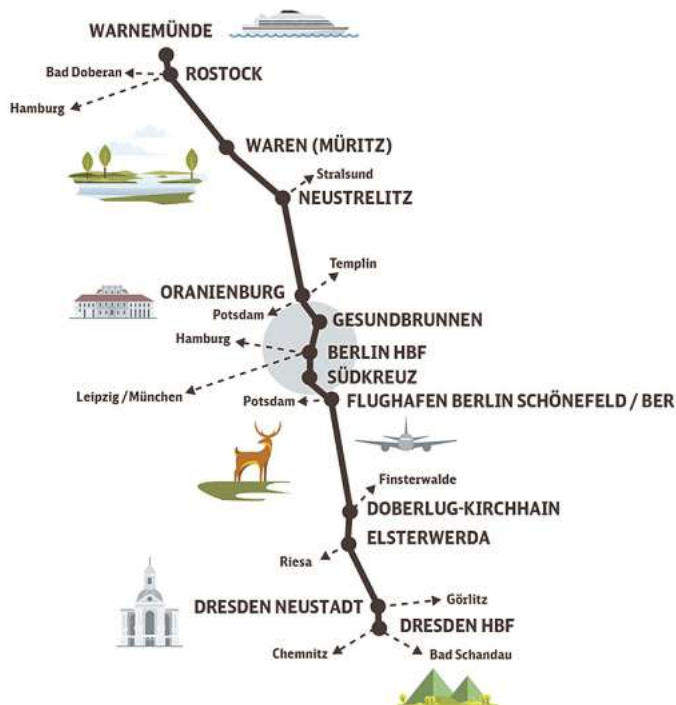 WARNEMÜNDE
Bad Doberan
ROSTOCK
Hamburg
WAREN (MÜRITZ)
Stralsund
NEUSTRELITZ
Templin
ORANIENBURG
Potsdam
GESUNDBRUNNEN
Hamburg
BERLIN HBF
SÜDKREUZ
Leipzig/München
Potsdam
FLUGHAFEN BERLIN SCHÖNEFELD / BER
Finsterwalde
DOBERLUG-KIRCHHAIN
ELSTERWERDA
Riesa
Görlitz
DRESDEN NEUSTADT
DRESDEN HBF
Chemnitz
Bad Schandau